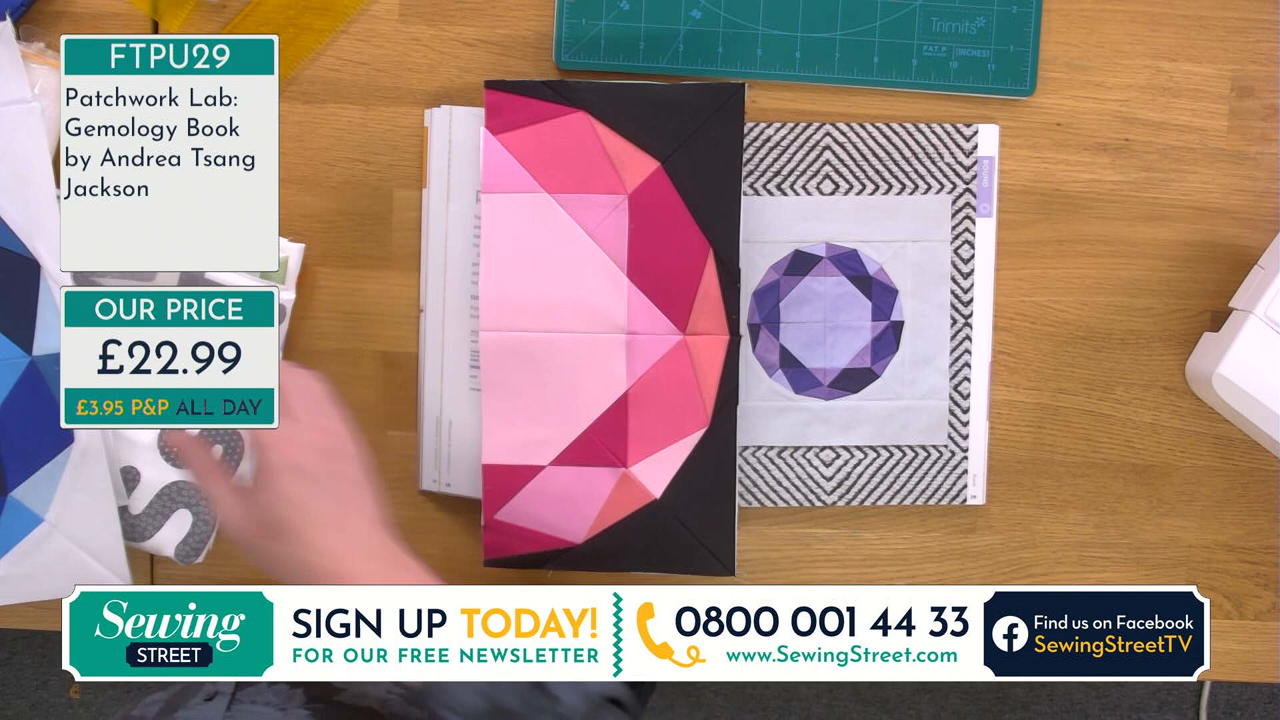 FTPU29
Patchwork Lab:
Gemology Book
by Andrea Tsang
Jackson
OUR PRICE
£22.99
£3.95 P&P ALL DAY
Trimits
ROUND
Sewing
STREET
SIGN UP TODAY!
FOR OUR FREE NEWSLETTER
0800 001 44 33
www.SewingStreet.com
Find us on Facebook
SewingStreetTV